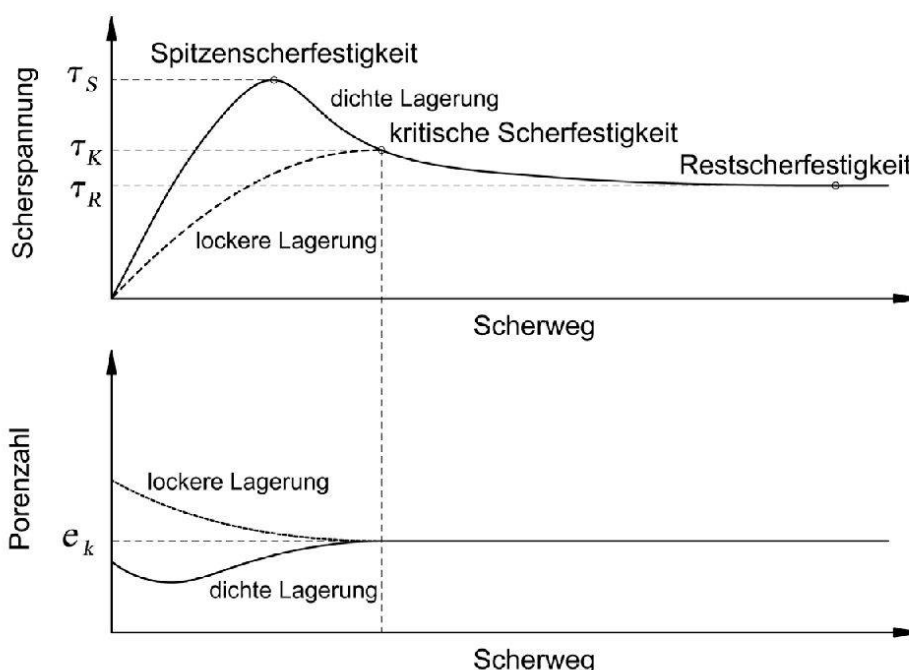 Spitzenscherfestigkeit
τS
dichte Lagerung
kritische Scherfestigkeit
τK
Restscherfestigkeit
τR
lockere Lagerung
Scherspannung
Scherweg
lockere Lagerung
Porenzahl
ek
dichte Lagerung
Scherweg